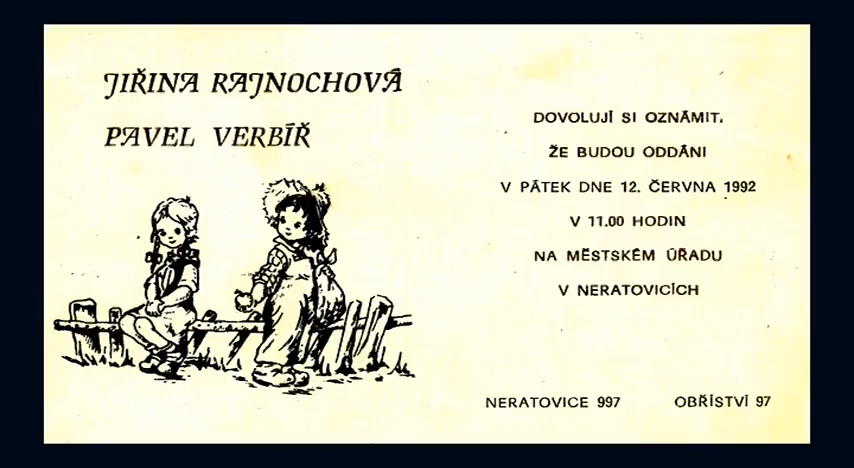 JIŘINA RAJNOCHOVÁ
PAVEL VERBÍŘ
DOVOLUJÍ SI OZNÁMIT,
ŽE BUDOU ODDÁNI
V PÁTEK DNE 12. ČERVNA 1992
V 11.00 HODIN
NA MĚSTSKÉM ÚŘADU
V NERATOVICÍCH
NERATOVICE 997 OBŘÍSTVÍ 97